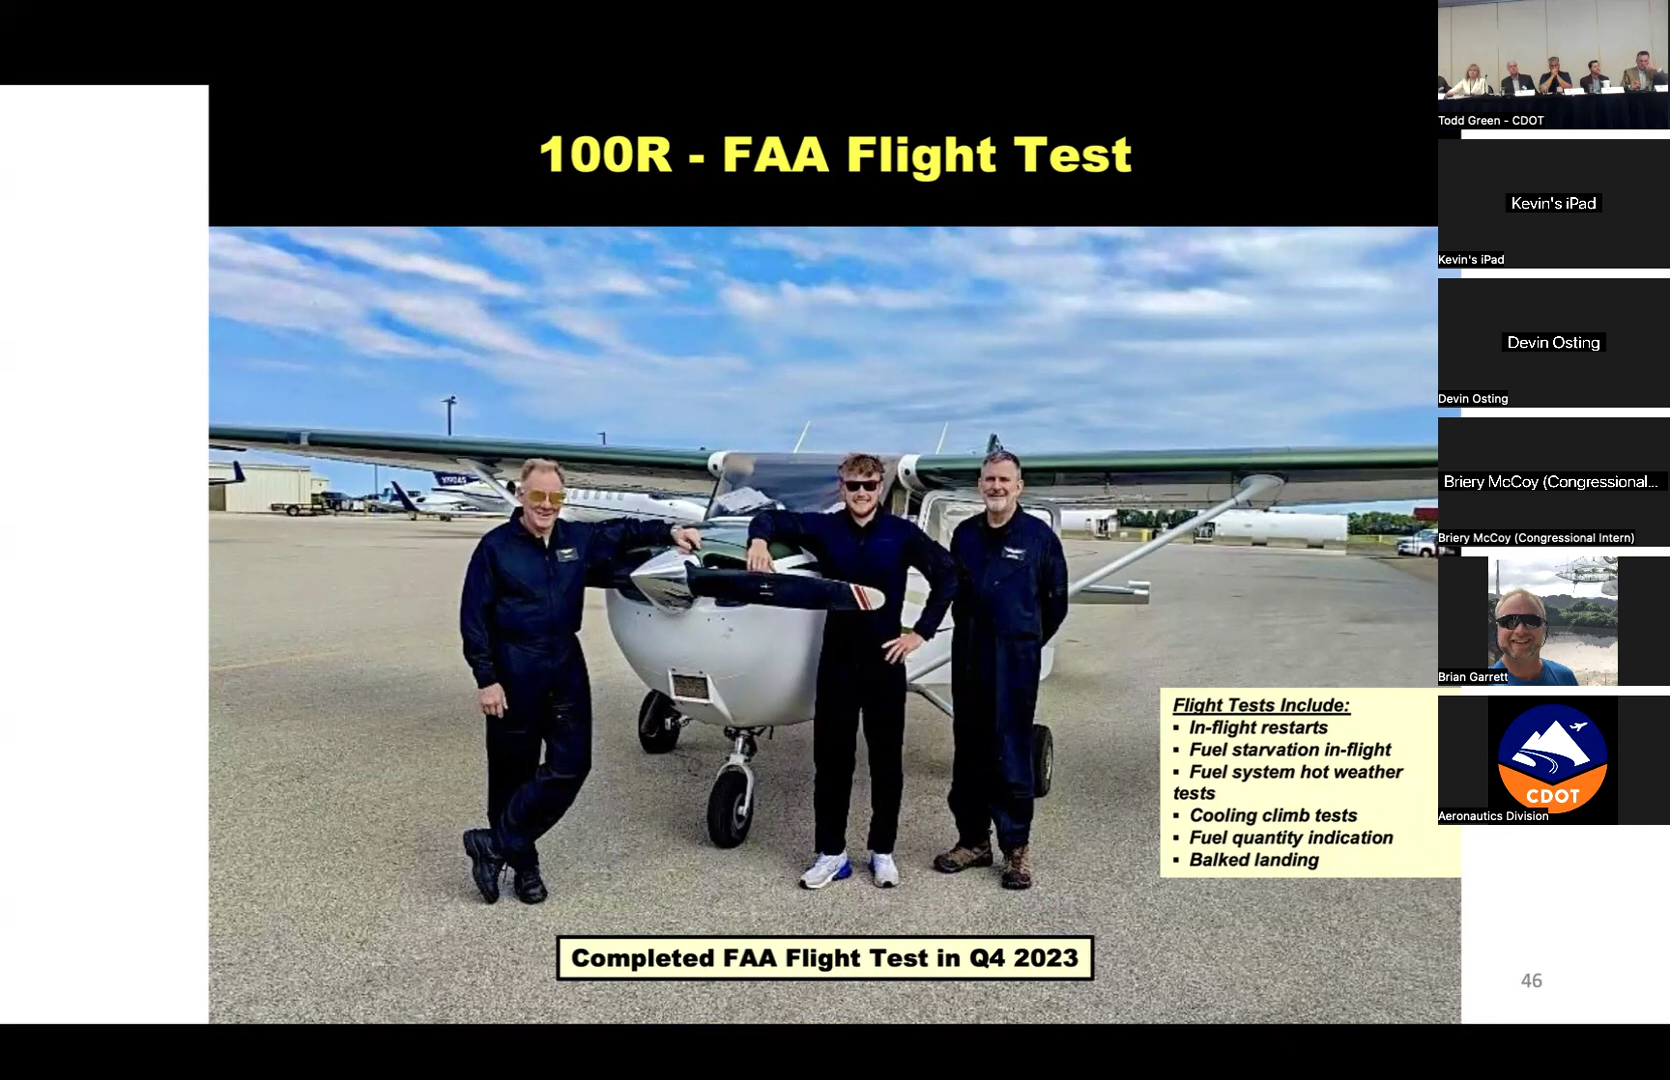 100R - FAA Flight Test
Flight Tests Include:
▪ In-flight restarts
▪ Fuel starvation in-flight
▪ Fuel system hot weather
tests
▪ Cooling climb tests
▪ Fuel quantity indication
▪ Balked landing
Completed FAA Flight Test in Q4 2023
46
Todd Green - CDOT
Kevin's iPad
Kevin's iPad
Devin Osting
Devin Osting
Briery McCoy (Congressional...
Briery McCoy (Congressional Intern)
Brian Garrett
CDOT
Aeronautics Division